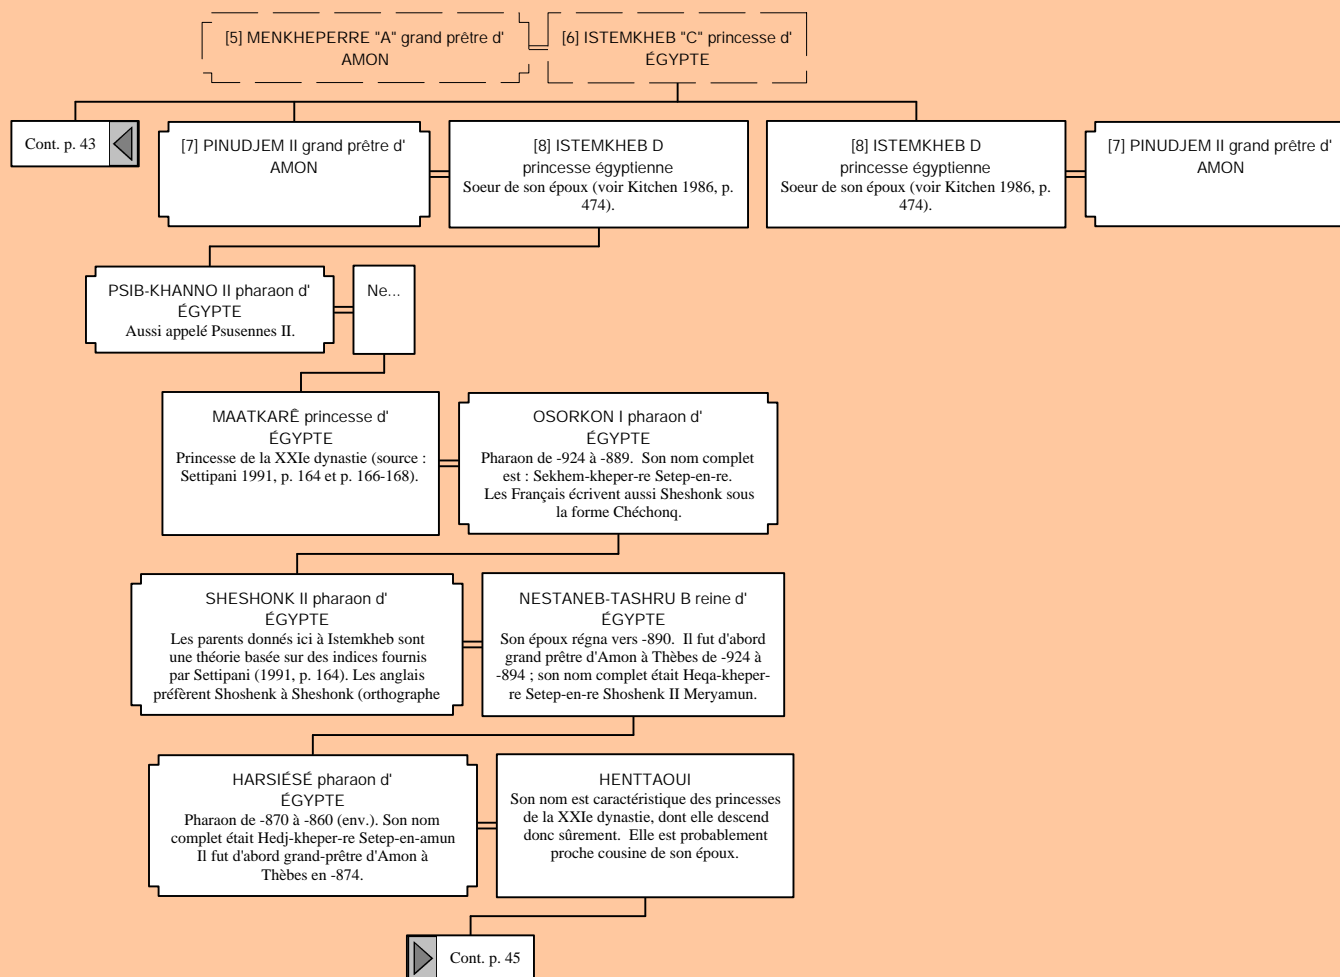 [5] MENKHEPERRE "A" grand prêtre d'
AMON
[6] ISTEMKHEB "C" princesse d'
ÉGYPTE
Cont. p. 43
[7] PINUDJEM II grand prêtre d'
AMON
[8] ISTEMKHEB D
princesse égyptienne
Soeur de son époux (voir Kitchen 1986, p.
474).
[8] ISTEMKHEB D
princesse égyptienne
Soeur de son époux (voir Kitchen 1986, p.
474).
[7] PINUDJEM II grand prêtre d'
AMON
PSIB-KHANNO II pharaon d'
ÉGYPTE
Aussi appelé Psusennes II.
Ne...
MAATKARÊ princesse d'
ÉGYPTE
Princesse de la XXIe dynastie (source :
Settipani 1991, p. 164 et p. 166-168).
OSORKON I pharaon d'
ÉGYPTE
Pharaon de -924 à -889. Son nom complet
est : Sekhem-kheper-re Setep-en-re.
Les Français écrivent aussi Sheshonk sous
la forme Chéchonq.
SHESHONK II pharaon d'
ÉGYPTE
Les parents donnés ici à Istemkheb sont
une théorie basée sur des indices fournis
par Settipani (1991, p. 164). Les anglais
préfèrent Shoshenk à Sheshonk (orthographe
NESTANEB-TASHRU B reine d'
ÉGYPTE
Son époux régna vers -890. Il fut d'abord
grand prêtre d'Amon à Thèbes de -924 à
-894 ; son nom complet était Heqa-kheper-
re Setep-en-re Shoshenk II Meryamun.
HARSIÉSÉ pharaon d'
ÉGYPTE
Pharaon de -870 à -860 (env.). Son nom
complet était Hedj-kheper-re Setep-en-amun
Il fut d'abord grand-prêtre d'Amon à
Thèbes en -874.
HENTTAOUI
Son nom est caractéristique des princesses
de la XXIe dynastie, dont elle descend
donc sûrement. Elle est probablement
proche cousine de son époux.
Cont. p. 45